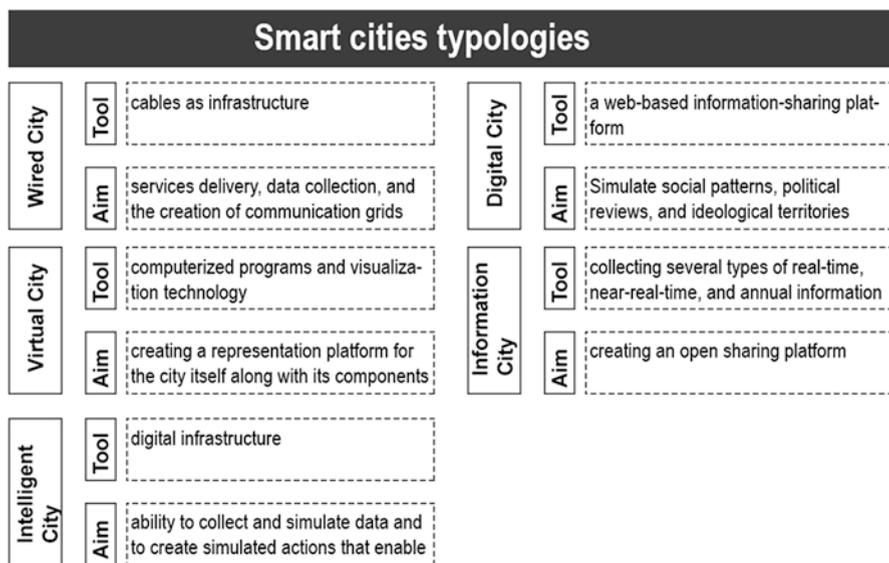 Smart cities typologies
Wired City
Tool
cables as infrastructure
Aim
services delivery, data collection, and
the creation of communication grids
Digital City
Tool
a web-based information-sharing plat-
form
Aim
Simulate social patterns, political
reviews, and ideological territories
Virtual City
Tool
computerized programs and visualiza-
tion technology
Aim
creating a representation platform for
the city itself along with its components
Information
City
Tool
collecting several types of real-time,
near-real-time, and annual information
Aim
creating an open sharing platform
Intelligent
City
Tool
digital infrastructure
Aim
ability to collect and simulate data and
to create simulated actions that enable